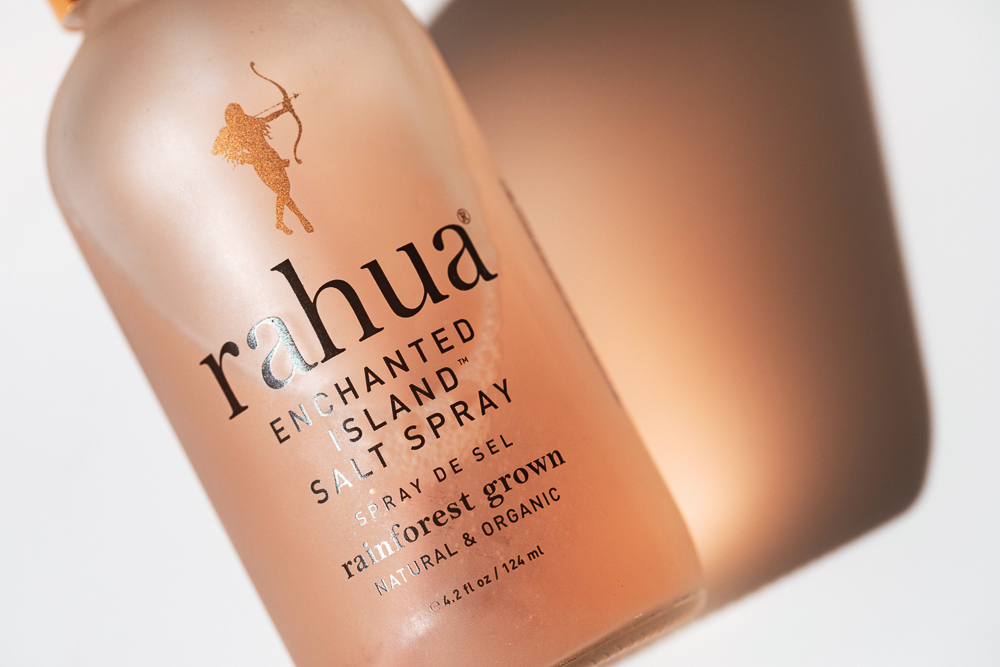 rahua®
ENCHANTED
ISLAND™
SALT SPRAY
SPRAY DE SEL
rainforest grown
NATURAL & ORGANIC
℮ 4.2 fl oz / 124 ml